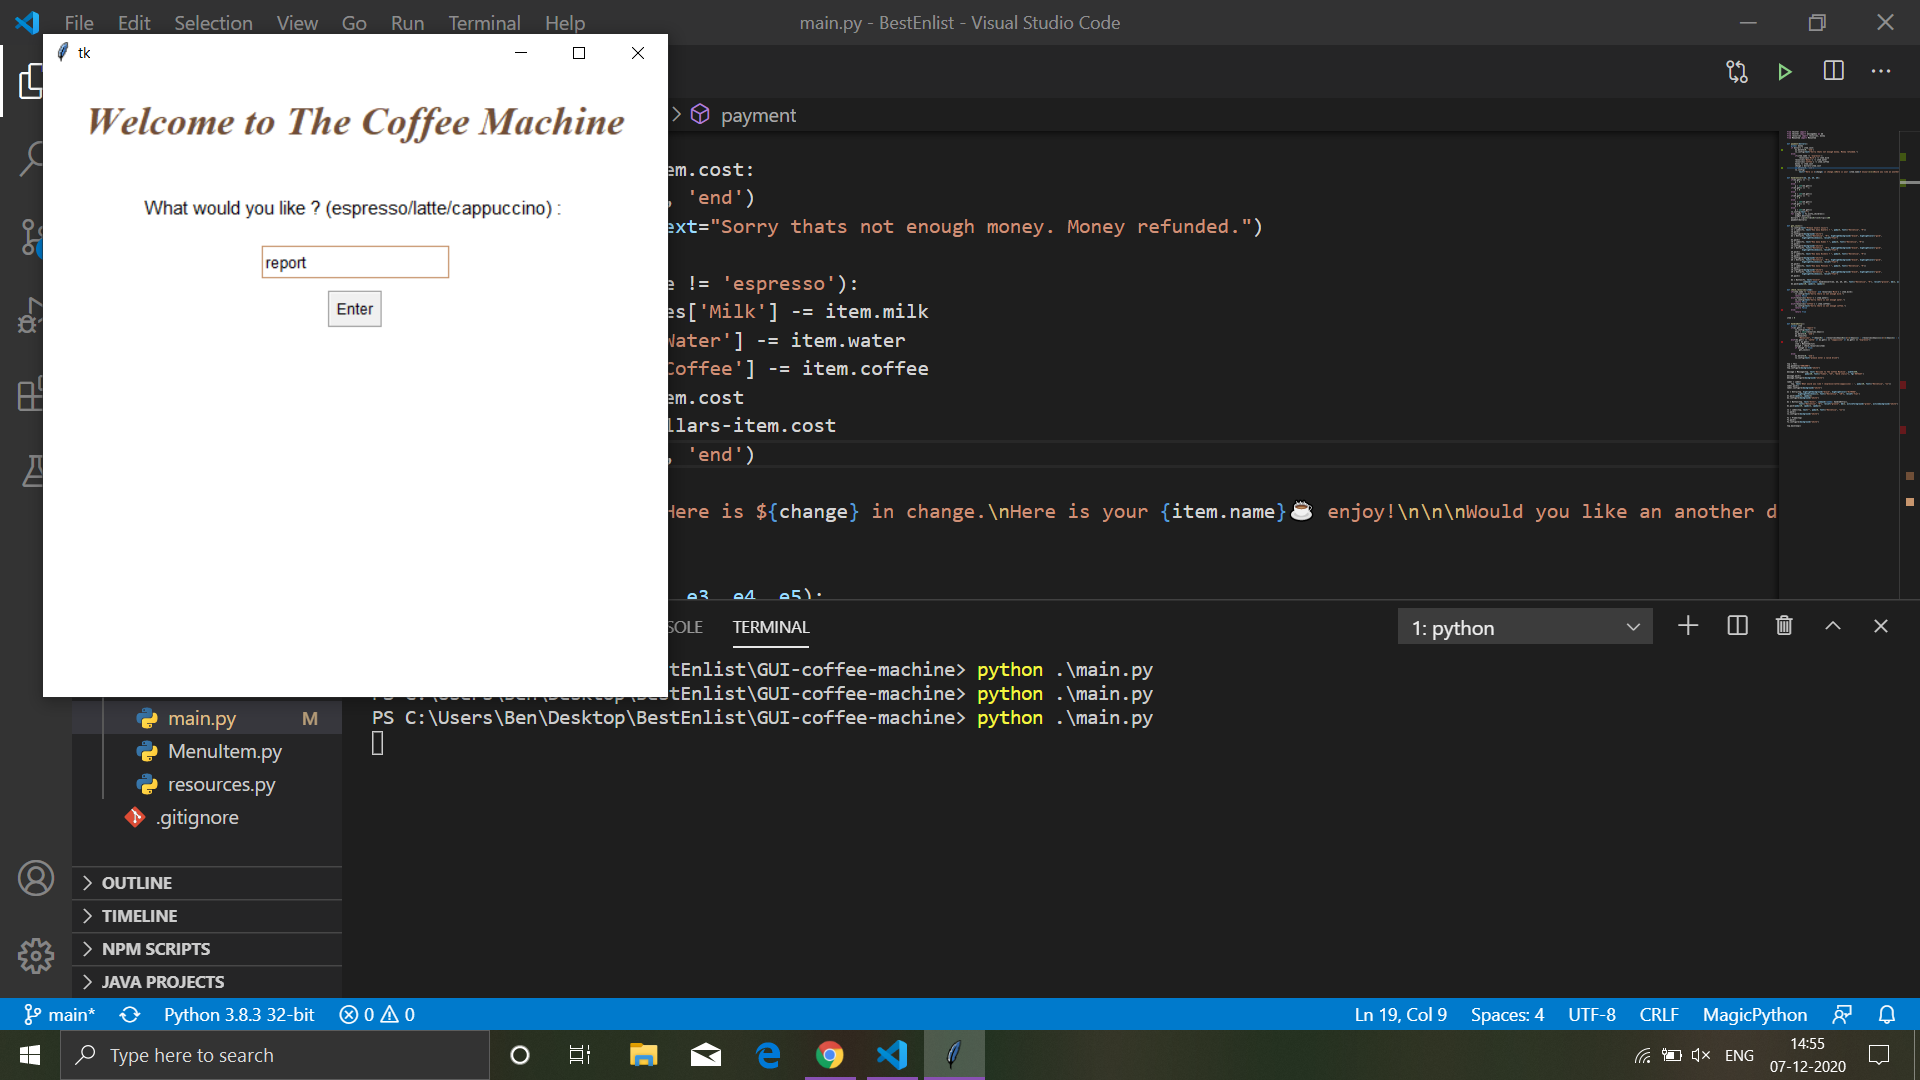 File Edit Selection View Go Run Terminal Help
main.py - BestEnlist - Visual Studio Code
tk
Welcome to The Coffee Machine
What would you like ? (espresso/latte/cappuccino) :
report
Enter
payment
em.cost:
, 'end')
ext="Sorry thats not enough money. Money refunded.")
e != 'espresso'):
es['Milk'] -= item.milk
Water'] -= item.water
Coffee'] -= item.coffee
em.cost
llars-item.cost
, 'end')
Here is ${change} in change.\nHere is your {item.name}☕ enjoy!\n\n\nWould you like an another d
e3, e4, e5):
SOLE TERMINAL
1: python
stEnlist\GUI-coffee-machine> python .\main.py
PS C:\Users\Ben\Desktop\BestEnlist\GUI-coffee-machine> python .\main.py
PS C:\Users\Ben\Desktop\BestEnlist\GUI-coffee-machine> python .\main.py
main.py M
MenuItem.py
resources.py
.gitignore
OUTLINE
TIMELINE
NPM SCRIPTS
JAVA PROJECTS
main* Python 3.8.3 32-bit 0 0
Ln 19, Col 9 Spaces: 4 UTF-8 CRLF MagicPython
Type here to search
ENG
14:55
07-12-2020